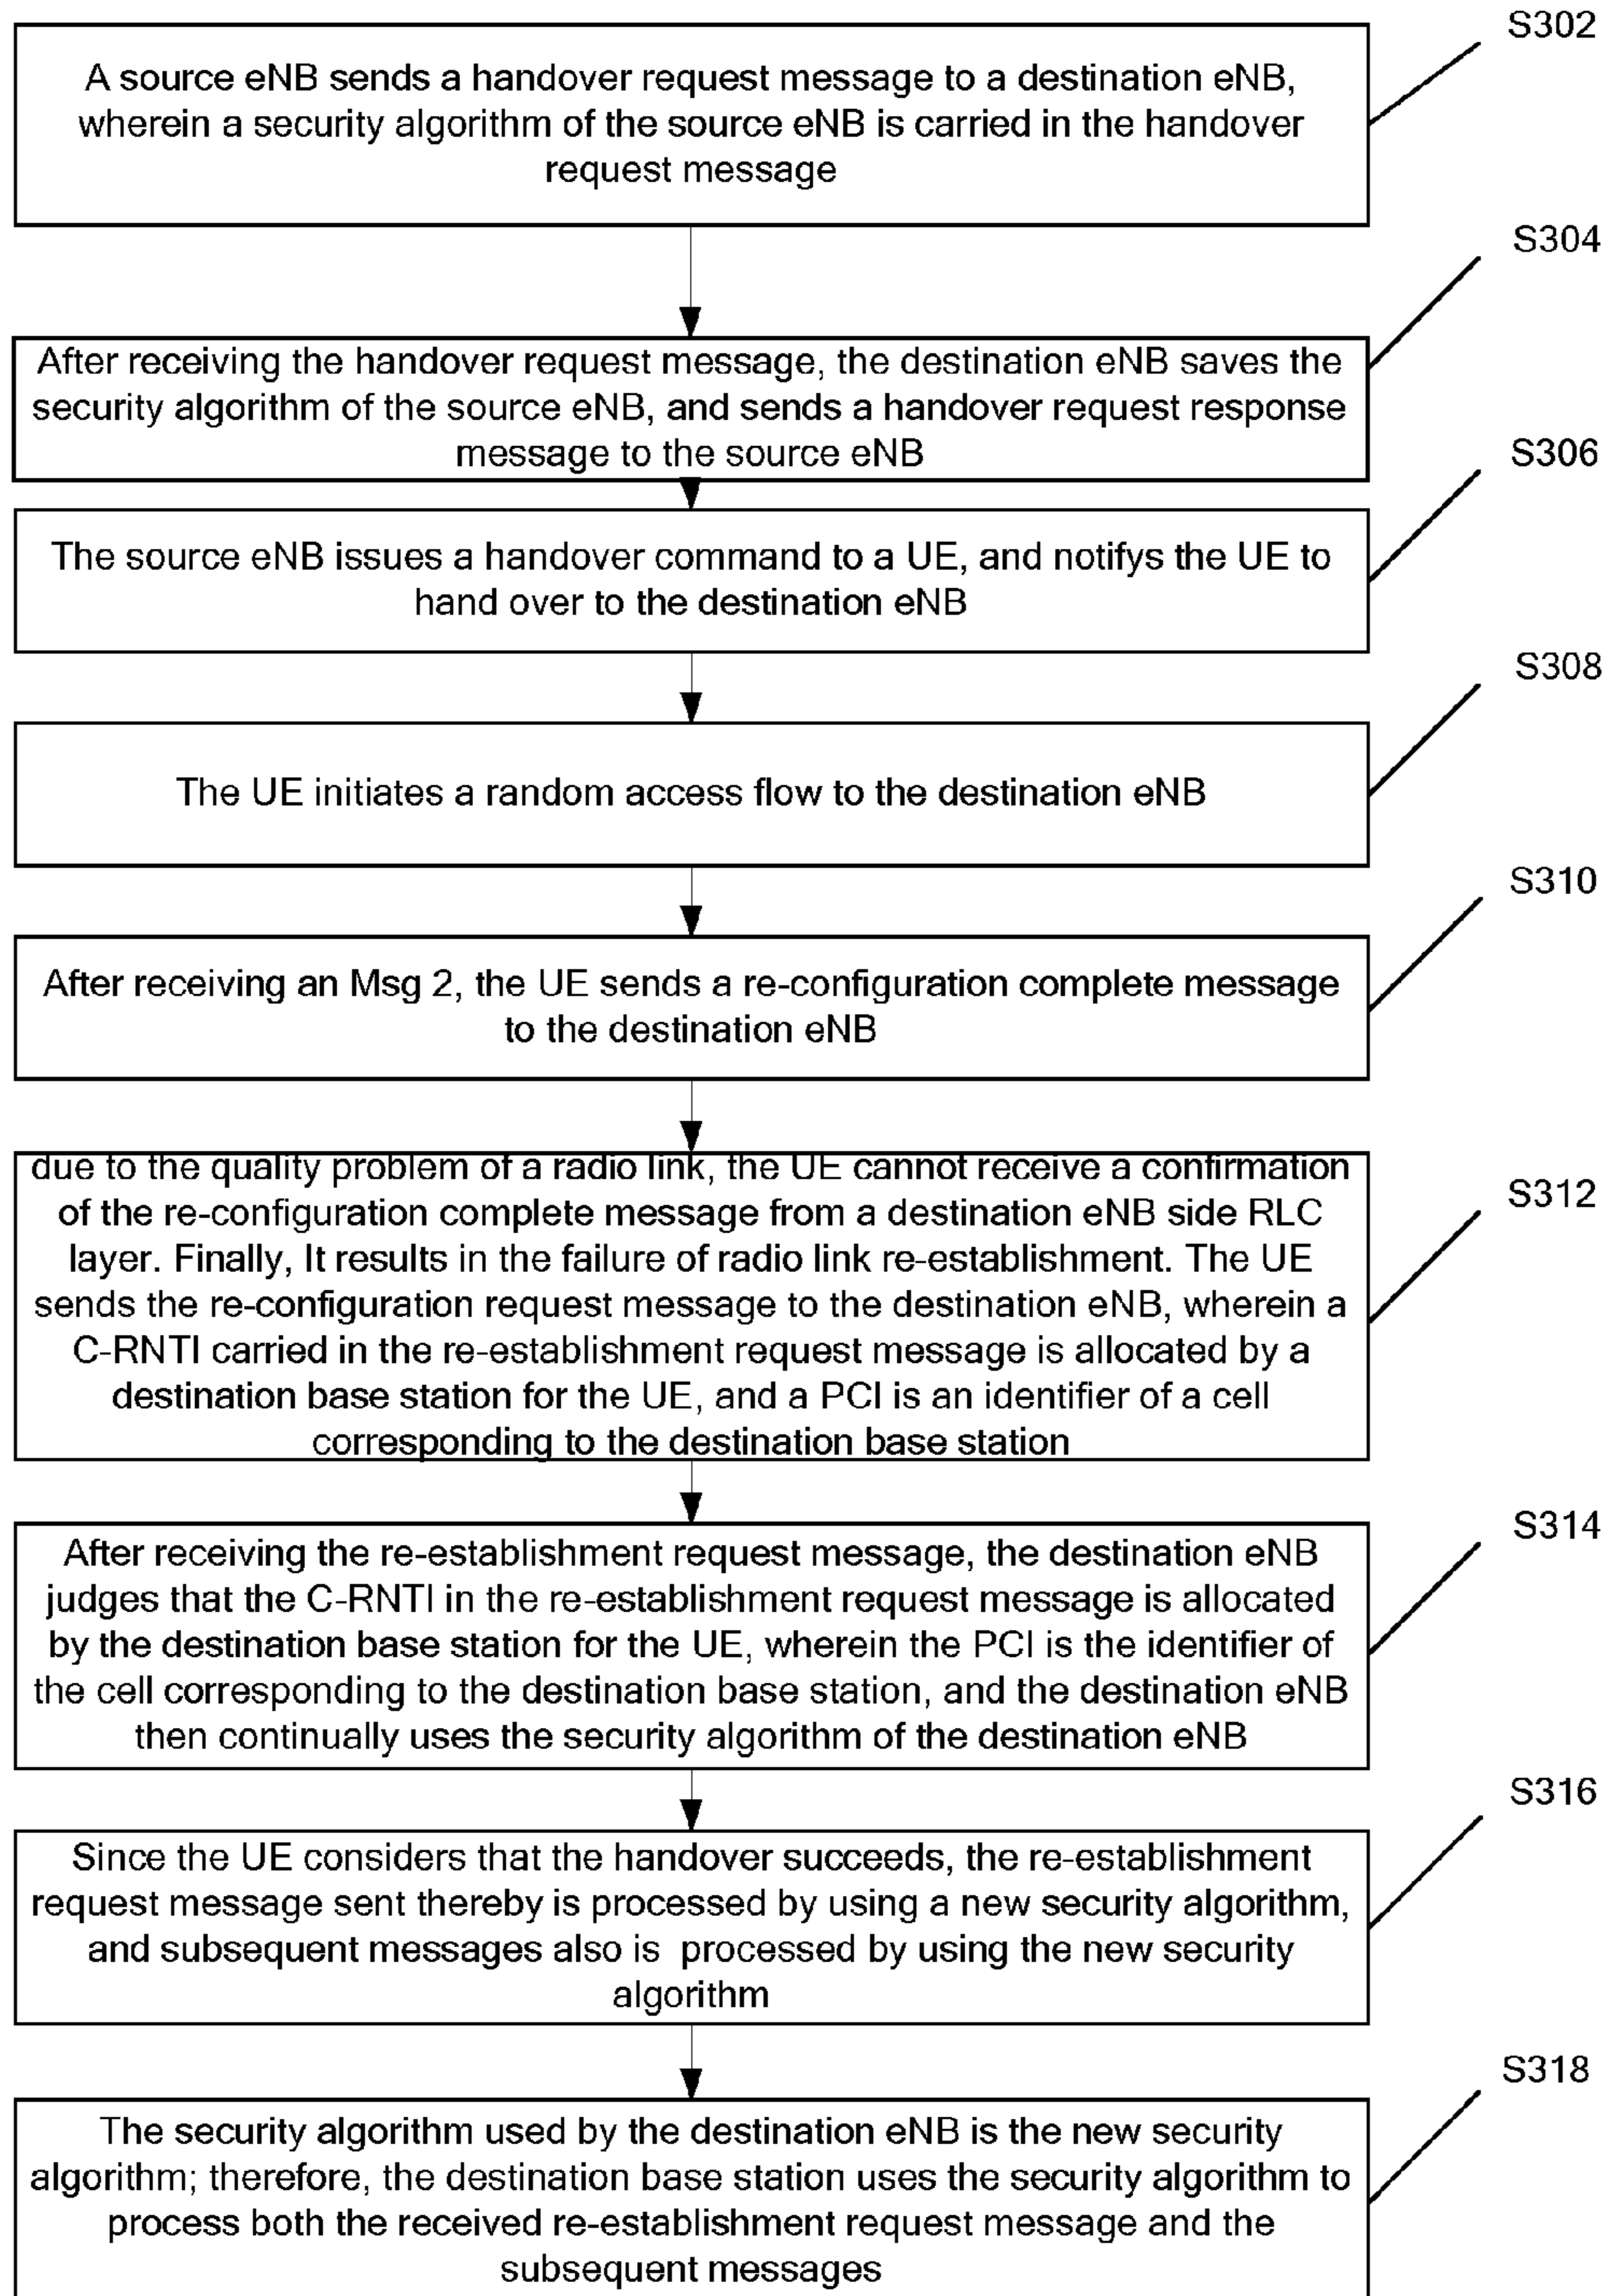 S302
A source eNB sends a handover request message to a destination eNB,
wherein a security algorithm of the source eNB is carried in the handover
request message
S304
After receiving the handover request message, the destination eNB saves the
security algorithm of the source eNB, and sends a handover request response
message to the source eNB
S306
The source eNB issues a handover command to a UE, and notifys the UE to
hand over to the destination eNB
S308
The UE initiates a random access flow to the destination eNB
S310
After receiving an Msg 2, the UE sends a re-configuration complete message
to the destination eNB
S312
due to the quality problem of a radio link, the UE cannot receive a confirmation
of the re-configuration complete message from a destination eNB side RLC
layer. Finally, It results in the failure of radio link re-establishment. The UE
sends the re-configuration request message to the destination eNB, wherein a
C-RNTI carried in the re-establishment request message is allocated by a
destination base station for the UE, and a PCI is an identifier of a cell
corresponding to the destination base station
S314
After receiving the re-establishment request message, the destination eNB
judges that the C-RNTI in the re-establishment request message is allocated
by the destination base station for the UE, wherein the PCI is the identifier of
the cell corresponding to the destination base station, and the destination eNB
then continually uses the security algorithm of the destination eNB
S316
Since the UE considers that the handover succeeds, the re-establishment
request message sent thereby is processed by using a new security algorithm,
and subsequent messages also is processed by using the new security
algorithm
S318
The security algorithm used by the destination eNB is the new security
algorithm; therefore, the destination base station uses the security algorithm to
process both the received re-establishment request message and the
subsequent messages